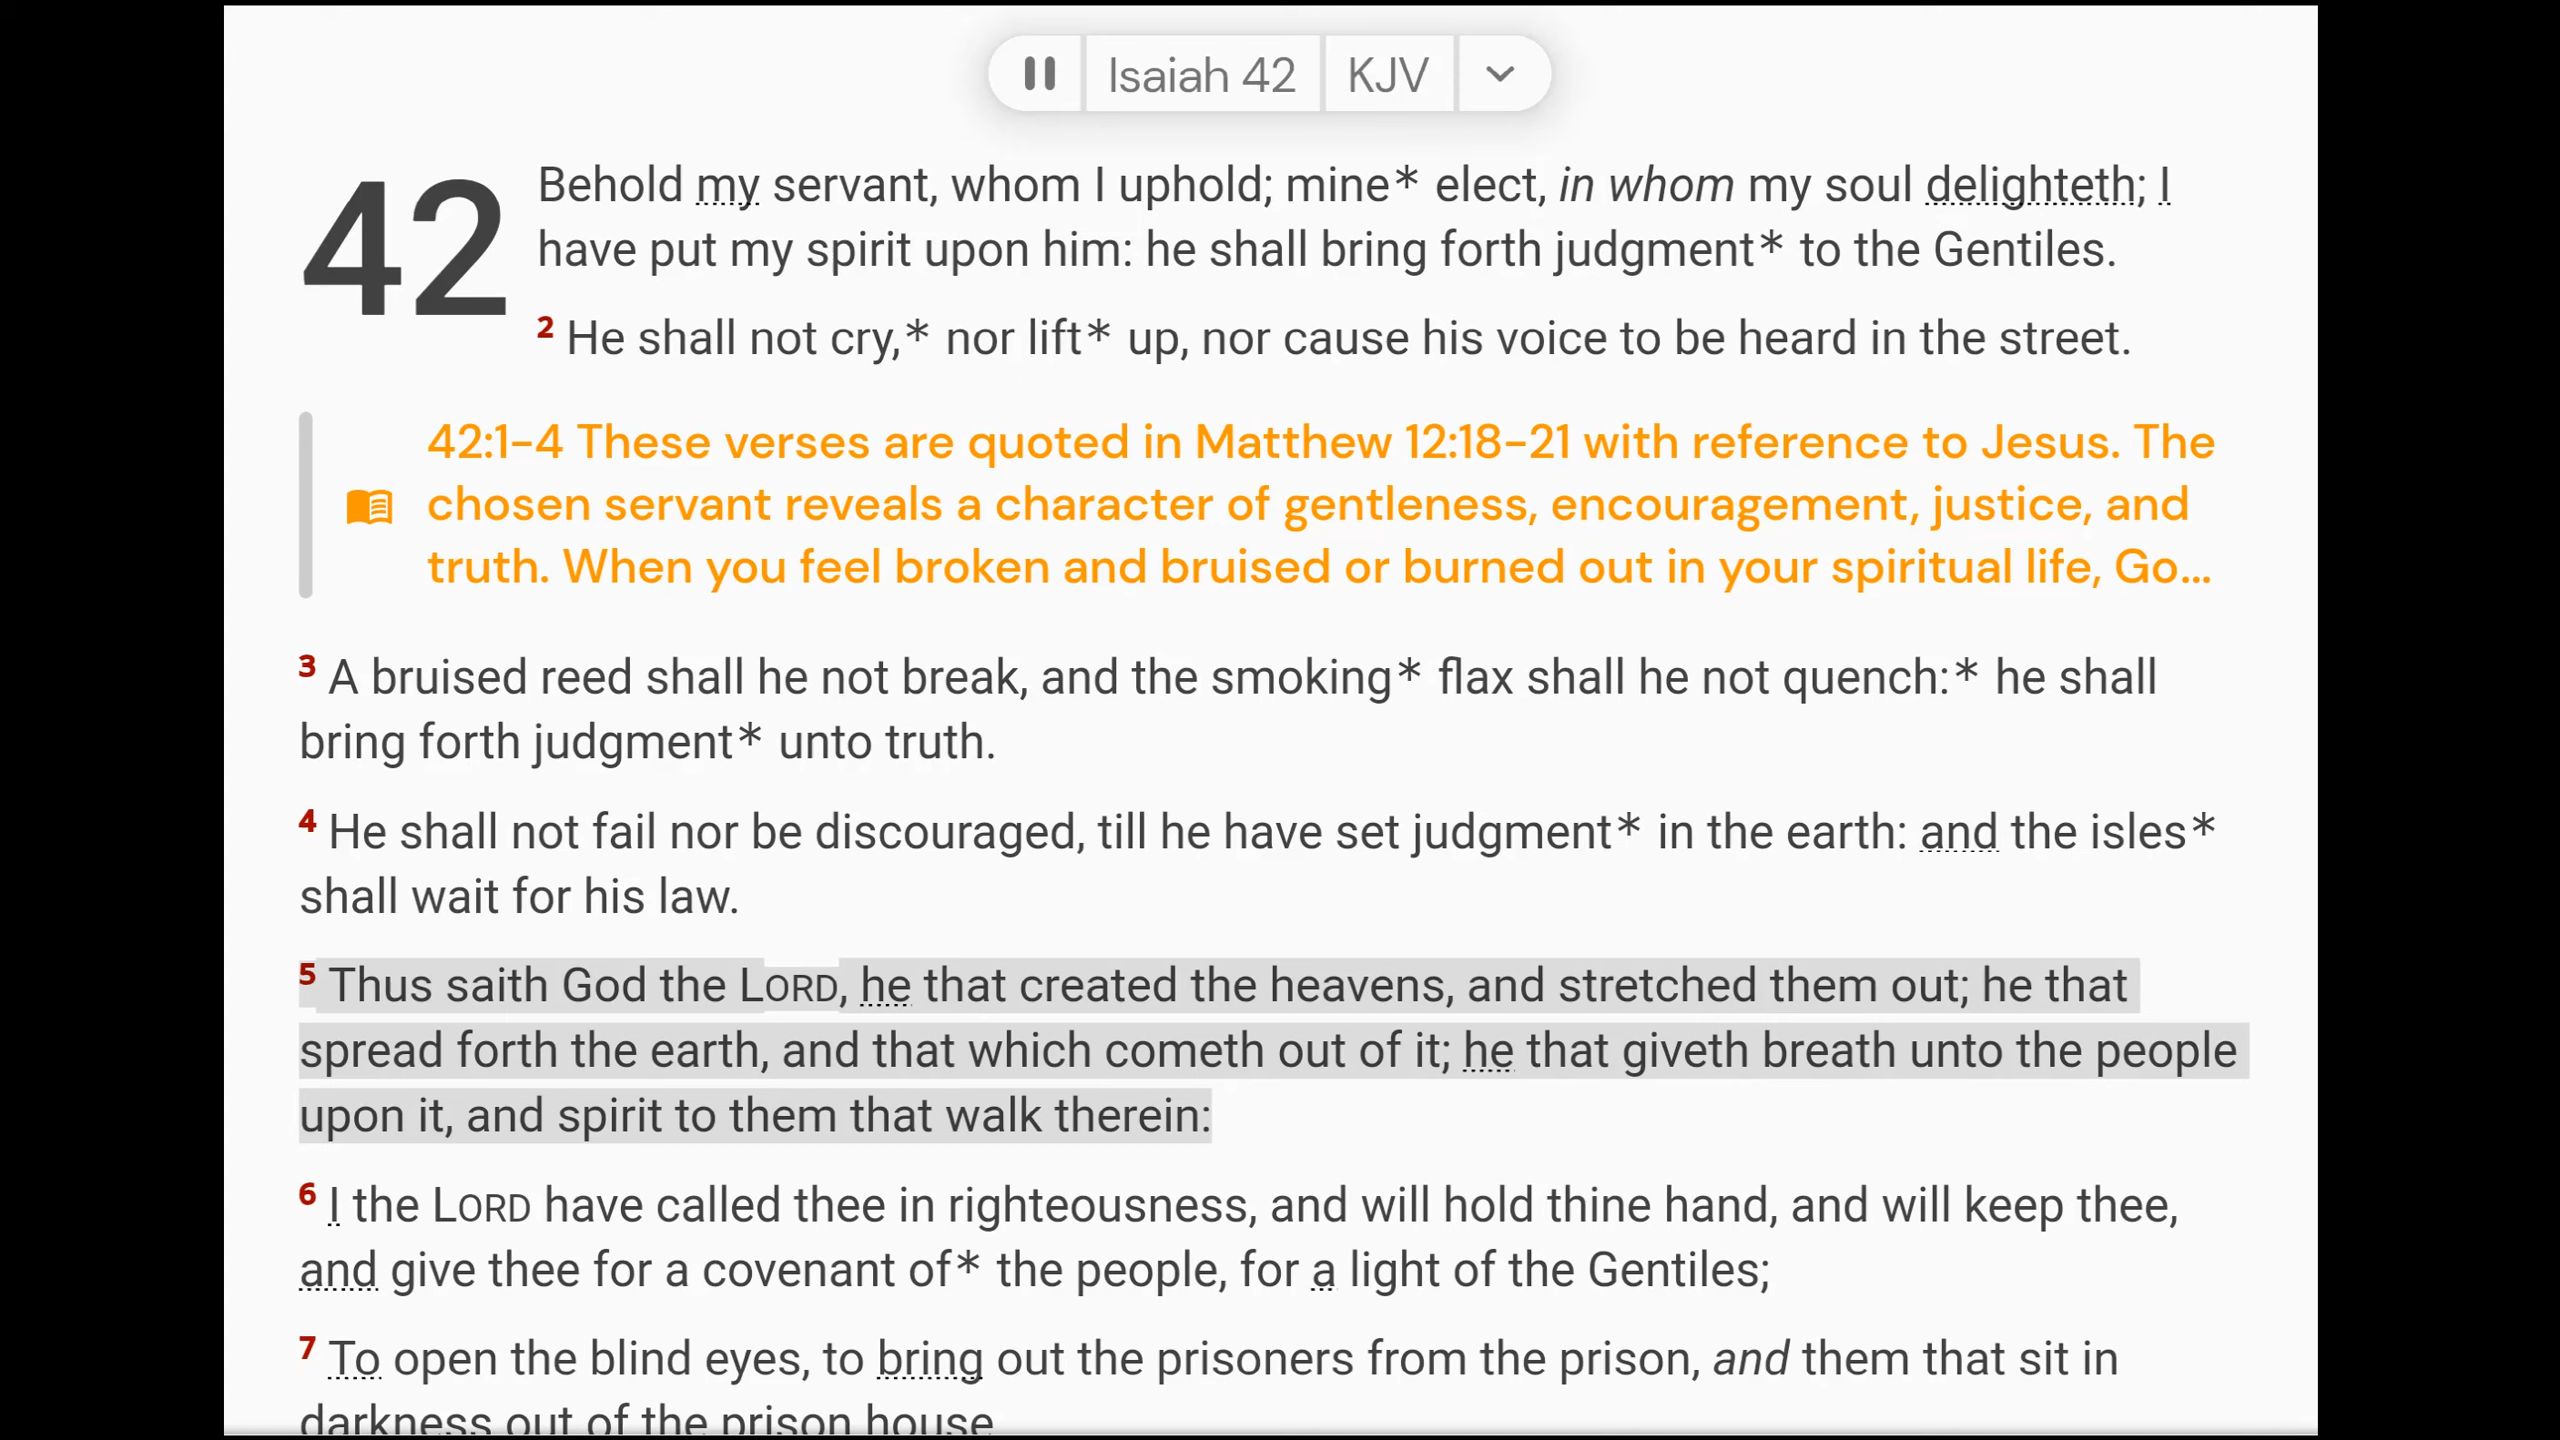 Isaiah 42 KJV
42 Behold my servant, whom I uphold; mine* elect, in whom my soul delighteth; I
have put my spirit upon him: he shall bring forth judgment* to the Gentiles.
2 He shall not cry,* nor lift* up, nor cause his voice to be heard in the street.
42:1–4 These verses are quoted in Matthew 12:18–21 with reference to Jesus. The
chosen servant reveals a character of gentleness, encouragement, justice, and
truth. When you feel broken and bruised or burned out in your spiritual life, Go...
3 A bruised reed shall he not break, and the smoking* flax shall he not quench:* he shall
bring forth judgment* unto truth.
4 He shall not fail nor be discouraged, till he have set judgment* in the earth: and the isles*
shall wait for his law.
5 Thus saith God the LORD, he that created the heavens, and stretched them out; he that
spread forth the earth, and that which cometh out of it; he that giveth breath unto the people
upon it, and spirit to them that walk therein:
6 I the LORD have called thee in righteousness, and will hold thine hand, and will keep thee,
and give thee for a covenant of* the people, for a light of the Gentiles;
7 To open the blind eyes, to bring out the prisoners from the prison, and them that sit in
darkness out of the prison house